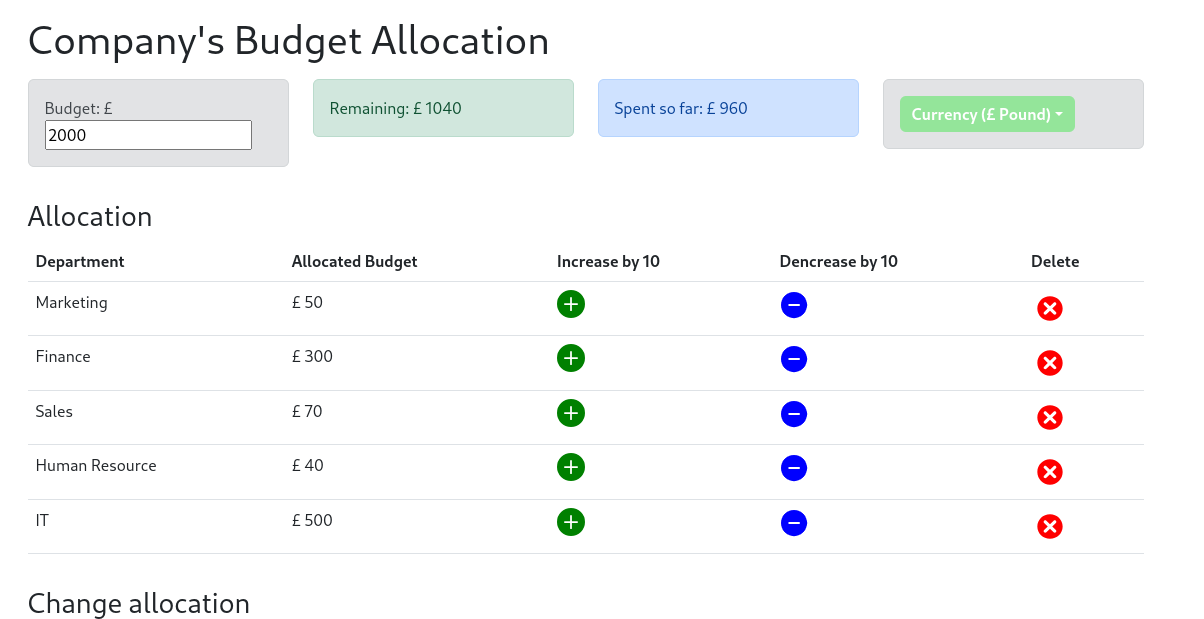 Company's Budget Allocation
Budget: £
2000
Remaining: £ 1040
Spent so far: £ 960
Currency (£ Pound)
Allocation
Department Allocated Budget Increase by 10 Dencrease by 10 Delete
Marketing £ 50
Finance £ 300
Sales £ 70
Human Resource £ 40
IT £ 500
Change allocation